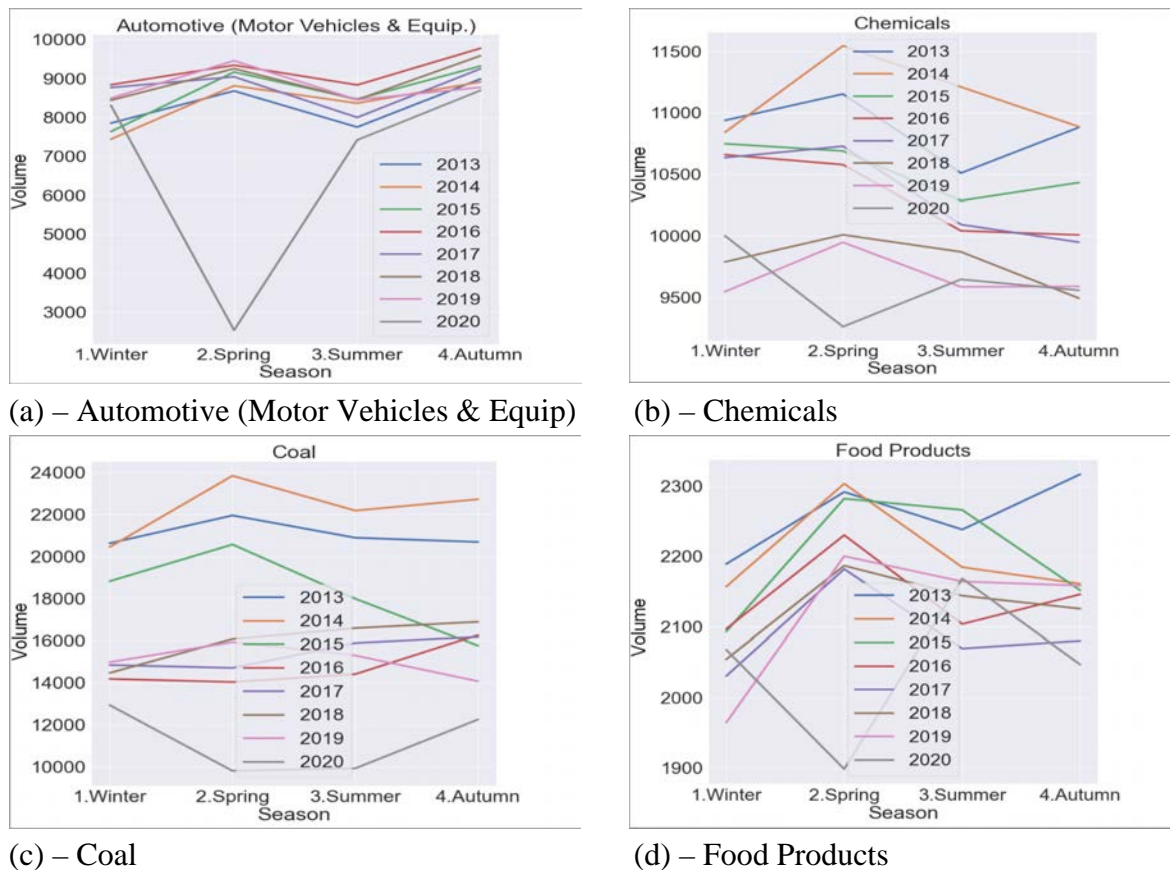 Automotive (Motor Vehicles & Equip.)
10000
9000
8000
7000
6000
5000
4000
3000
Volume
2013
2014
2015
2016
2017
2018
2019
2020
1.Winter 2.Spring 3.Summer 4.Autumn
Season
(a) – Automotive (Motor Vehicles & Equip)
Chemicals
11500
11000
10500
10000
9500
Volume
2013
2014
2015
2016
2017
2018
2019
2020
1.Winter 2.Spring 3.Summer 4.Autumn
Season
(b) – Chemicals
Coal
24000
22000
20000
18000
16000
14000
12000
10000
Volume
2013
2014
2015
2016
2017
2018
2019
2020
1.Winter 2.Spring 3.Summer 4.Autumn
Season
(c) – Coal
Food Products
2300
2200
2100
2000
1900
Volume
2013
2014
2015
2016
2017
2018
2019
2020
1.Winter 2.Spring 3.Summer 4.Autumn
Season
(d) – Food Products